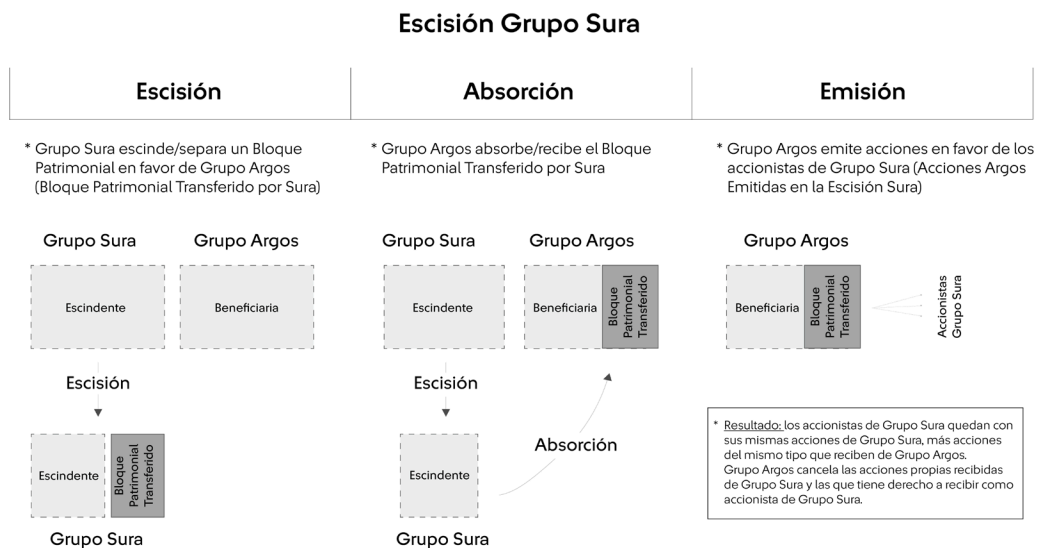 Escisión Grupo Sura
Escisión
* Grupo Sura escinde/separa un Bloque
Patrimonial en favor de Grupo Argos
(Bloque Patrimonial Transferido por Sura)
Grupo Sura
Grupo Argos
Escindente
Beneficiaria
Escisión
Escindente
Bloque
Patrimonial
Transferido
Grupo Sura
Absorción
* Grupo Argos absorbe/recibe el Bloque
Patrimonial Transferido por Sura
Grupo Sura
Grupo Argos
Escindente
Beneficiaria
Bloque
Patrimonial
Transferido
Escisión
Absorción
Escindente
Grupo Sura
Emisión
* Grupo Argos emite acciones en favor de los
accionistas de Grupo Sura (Acciones Argos
Emitidas en la Escisión Sura)
Grupo Argos
Beneficiaria
Bloque
Patrimonial
Transferido
Accionistas
Grupo Sura
* Resultado: los accionistas de Grupo Sura quedan con
sus mismas acciones de Grupo Sura, más acciones
del mismo tipo que reciben de Grupo Argos.
Grupo Argos cancela las acciones propias recibidas
de Grupo Sura y las que tiene derecho a recibir como
accionista de Grupo Sura.